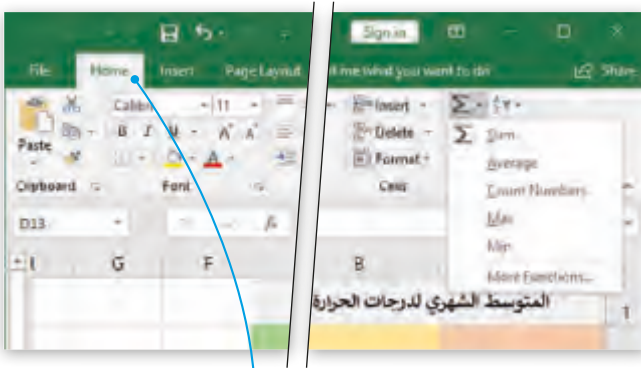 Sign in
File Home Insert Page Layout me what you want to do Share
Calibri 11 Insert
B I U A Delete Sum
Paste Format Average
Clipboard Font Cells Count Numbers
D13 fx Max
Min
G F B More Functions...
المتوسط الشهري لدرجات الحرارة 1